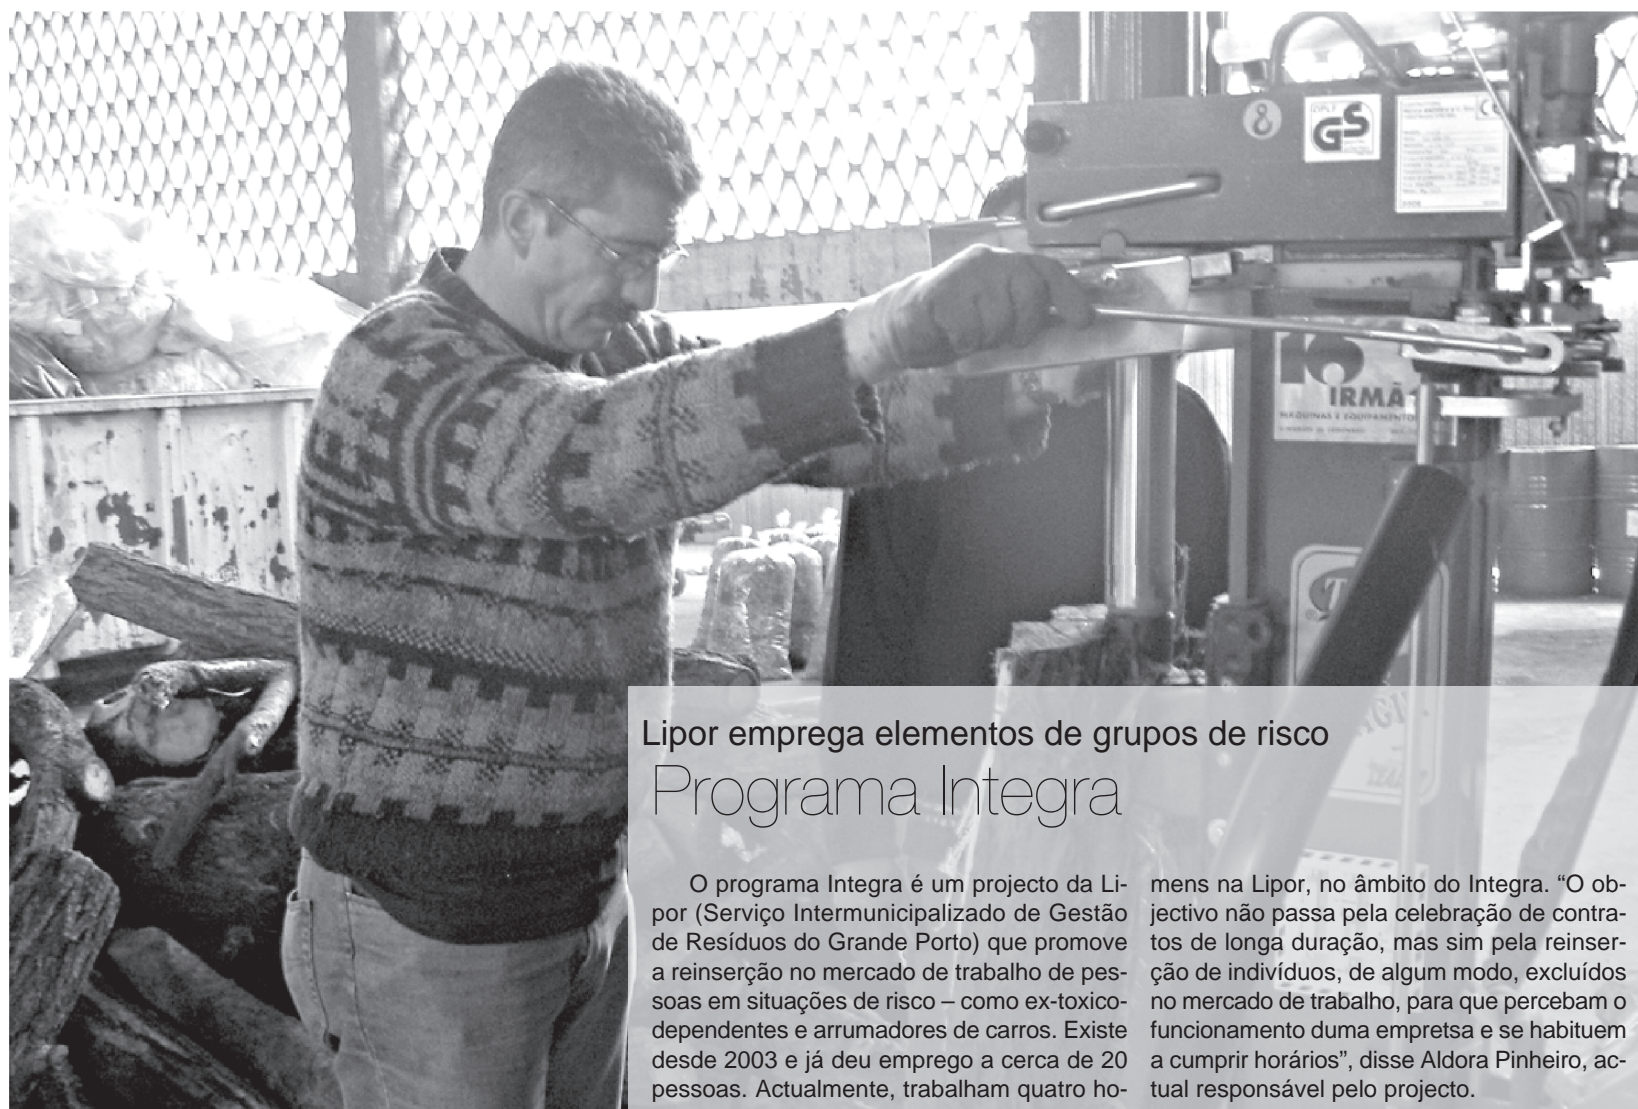 8
GS
16
IRMÃ
MAQUINAS E EQUIPAMENTO
Lipor emprega elementos de grupos de risco
Programa Integra
O programa Integra é um projecto da Li-
por (Serviço Intermunicipalizado de Gestão
de Resíduos do Grande Porto) que promove
a reinserção no mercado de trabalho de pes-
soas em situações de risco – como ex-toxico-
dependentes e arrumadores de carros. Existe
desde 2003 e já deu emprego a cerca de 20
pessoas. Actualmente, trabalham quatro ho-
mens na Lipor, no âmbito do Integra. “O ob-
jectivo não passa pela celebração de contra-
tos de longa duração, mas sim pela reinser-
ção de indivíduos, de algum modo, excluídos
no mercado de trabalho, para que percebam o
funcionamento duma empretsa e se habituem
a cumprir horários”, disse Aldora Pinheiro, ac-
tual responsável pelo projecto.